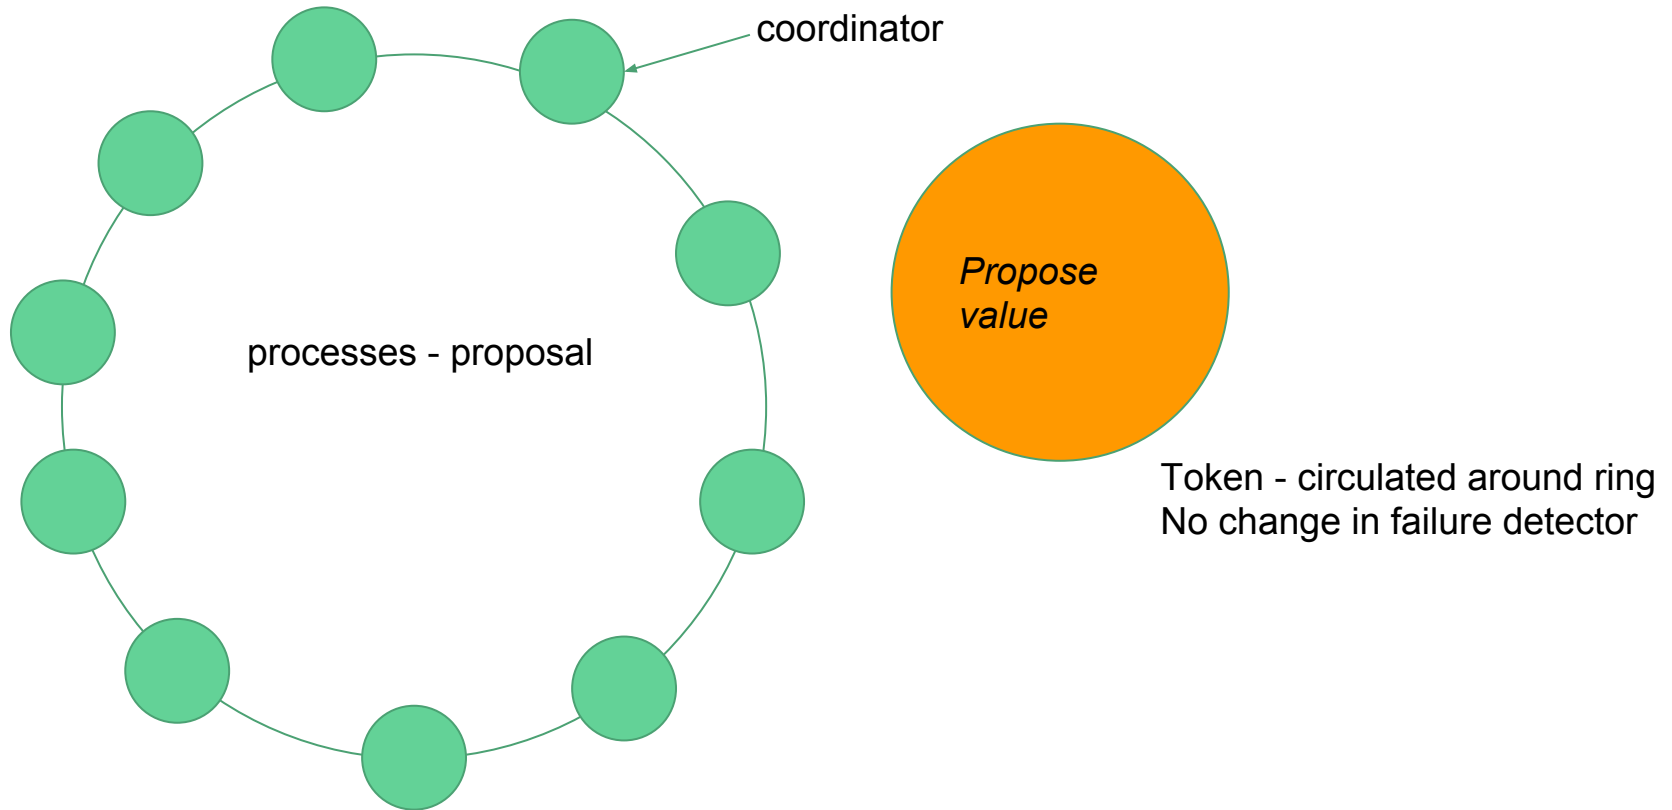 coordinator
Propose
value
processes - proposal
Token - circulated around ring
No change in failure detector